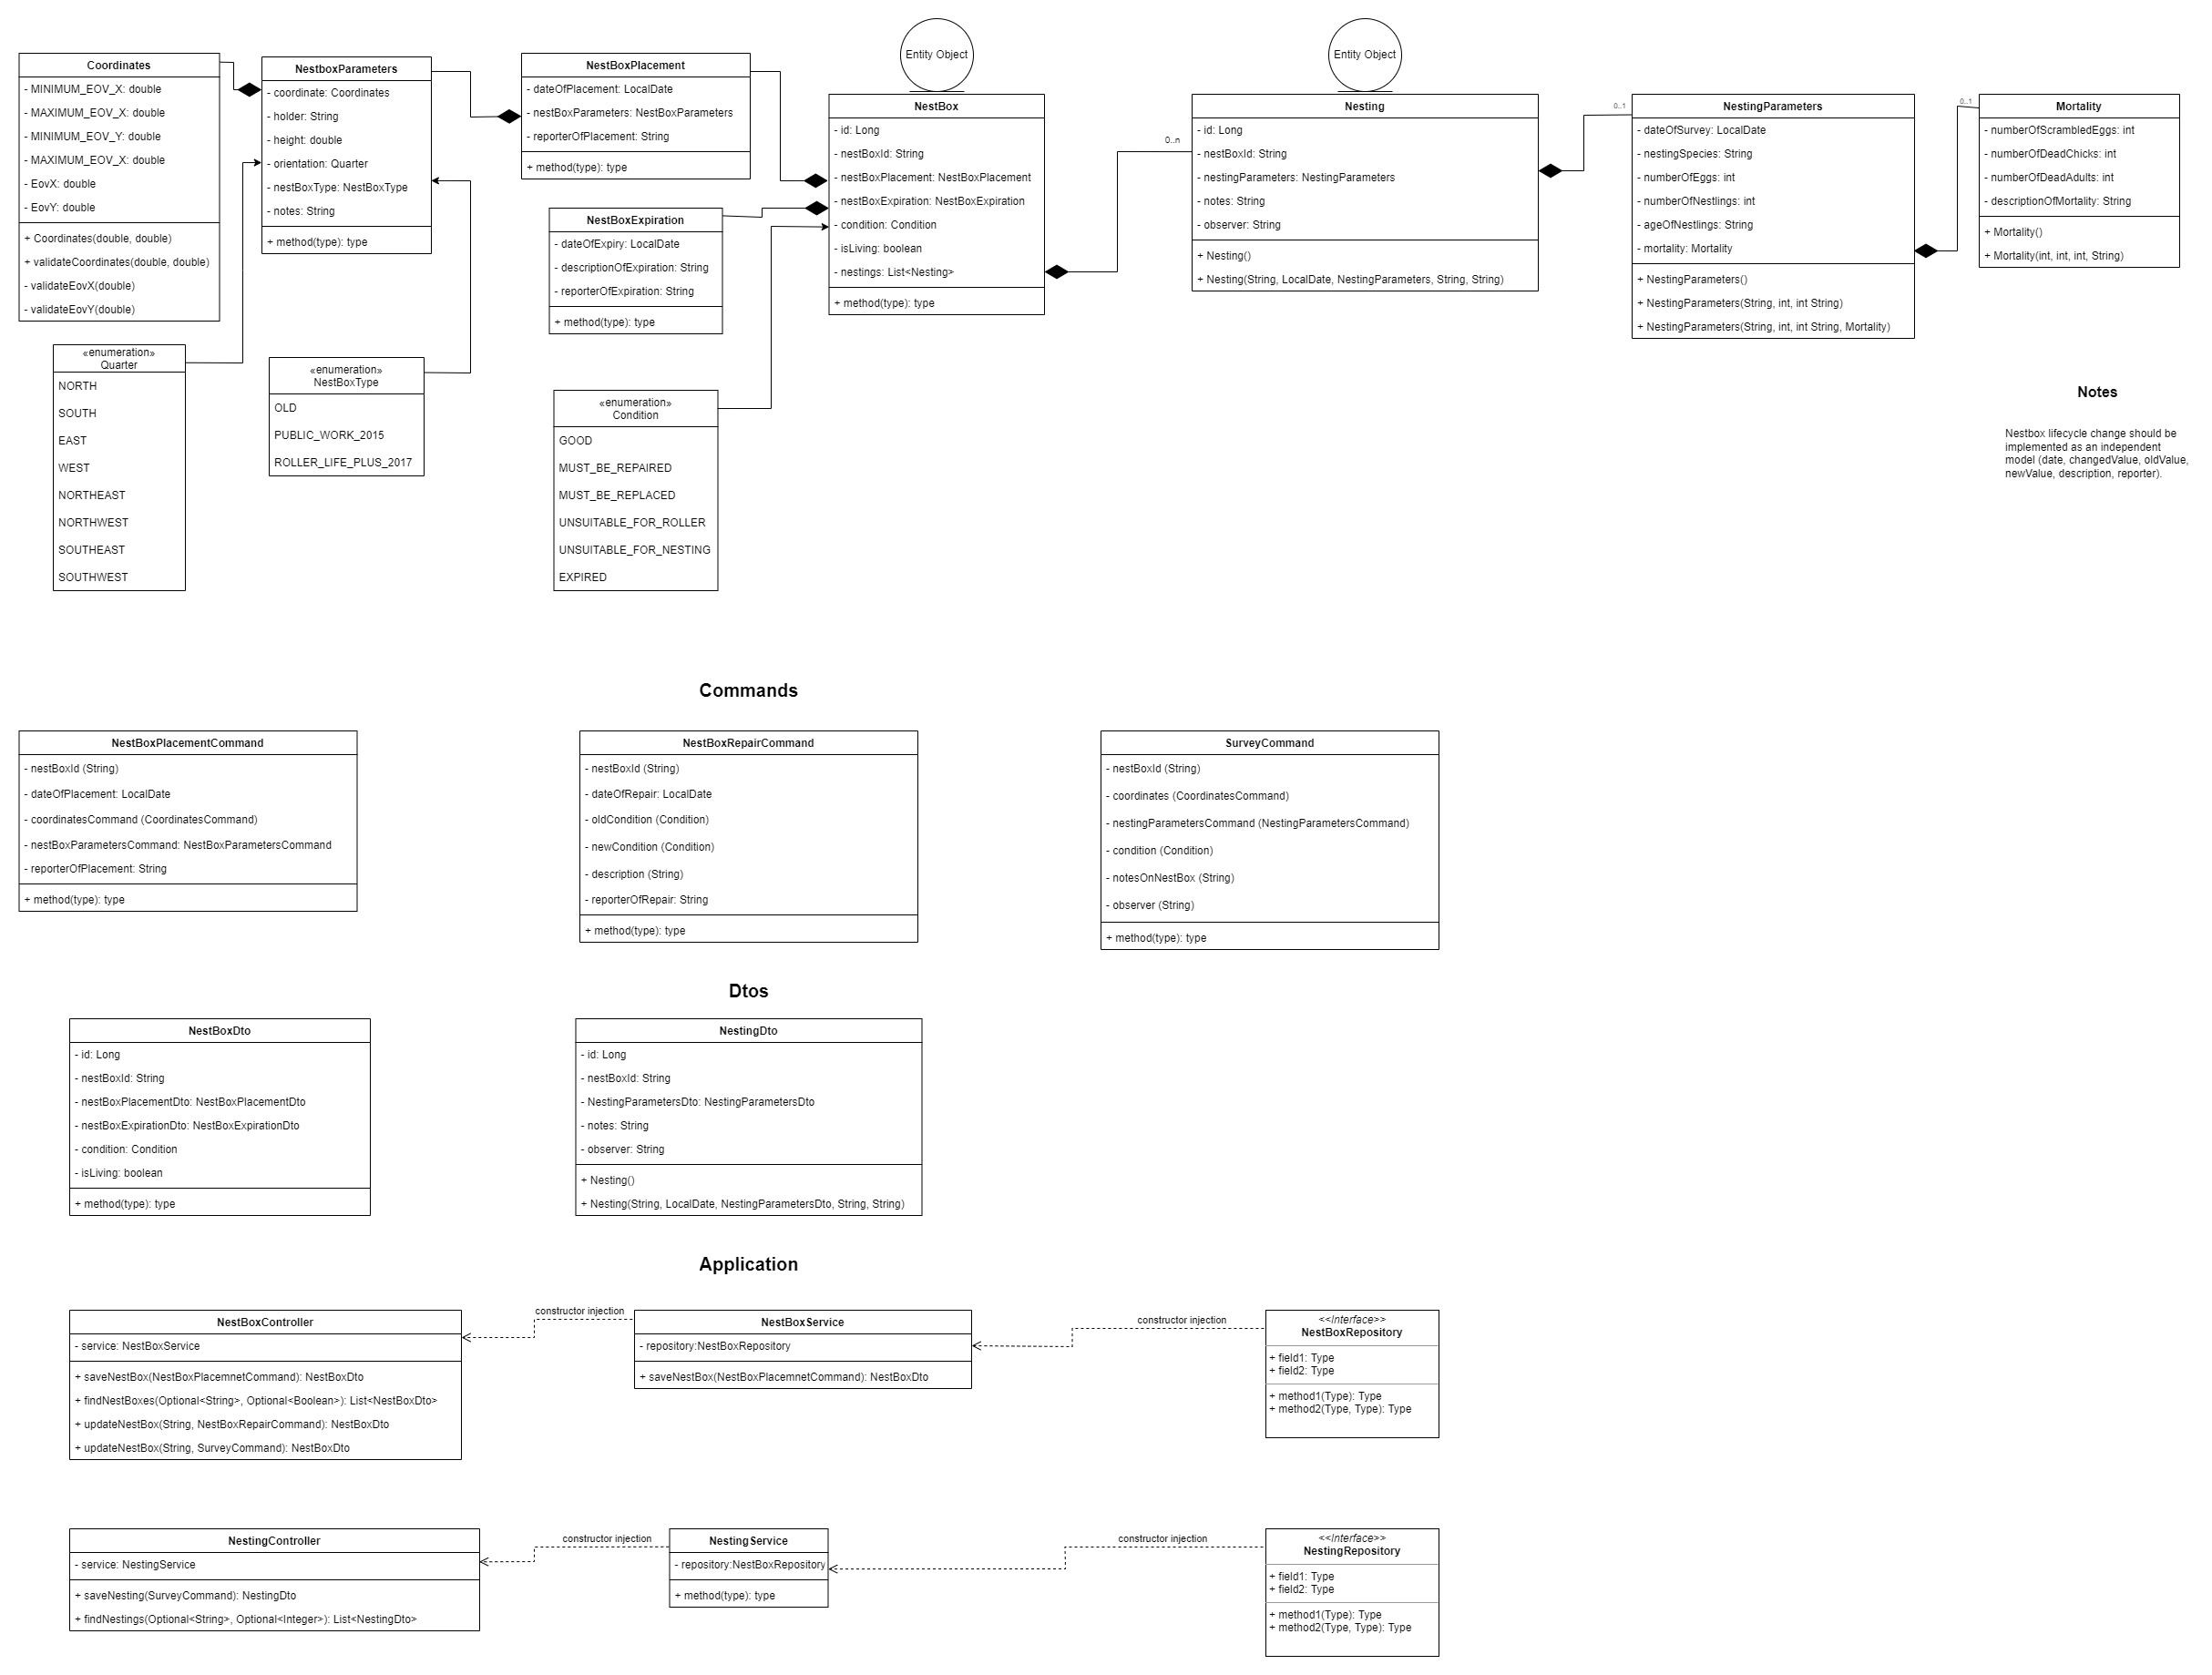 Entity Object
Entity Object
Coordinates
- MINIMUM_EOV_X: double
- MAXIMUM_EOV_X: double
- MINIMUM_EOV_Y: double
- MAXIMUM_EOV_X: double
- EovX: double
- EovY: double
+ Coordinates(double, double)
+ validateCoordinates(double, double)
- validateEovX(double)
- validateEovY(double)
NestboxParameters
- coordinate: Coordinates
- holder: String
- height: double
- orientation: Quarter
- nestBoxType: NestBoxType
- notes: String
+ method(type): type
NestBoxPlacement
- dateOfPlacement: LocalDate
- nestBoxParameters: NestBoxParameters
- reporterOfPlacement: String
+ method(type): type
NestBoxExpiration
- dateOfExpiry: LocalDate
- descriptionOfExpiration: String
- reporterOfExpiration: String
+ method(type): type
NestBox
- id: Long
- nestBoxId: String
- nestBoxPlacement: NestBoxPlacement
- nestBoxExpiration: NestBoxExpiration
- condition: Condition
- isLiving: boolean
- nestings: List<Nesting>
+ method(type): type
0..n
Nesting
- id: Long
- nestBoxId: String
- nestingParameters: NestingParameters
- notes: String
- observer: String
+ Nesting()
+ Nesting(String, LocalDate, NestingParameters, String, String)
0..1
NestingParameters
- dateOfSurvey: LocalDate
- nestingSpecies: String
- numberOfEggs: int
- numberOfNestlings: int
- ageOfNestlings: String
- mortality: Mortality
+ NestingParameters()
+ NestingParameters(String, int, int String)
+ NestingParameters(String, int, int String, Mortality)
0..1
Mortality
- numberOfScrambledEggs: int
- numberOfDeadChicks: int
- numberOfDeadAdults: int
- descriptionOfMortality: String
+ Mortality()
+ Mortality(int, int, int, String)
«enumeration»
Quarter
NORTH
SOUTH
EAST
WEST
NORTHEAST
NORTHWEST
SOUTHEAST
SOUTHWEST
«enumeration»
NestBoxType
OLD
PUBLIC_WORK_2015
ROLLER_LIFE_PLUS_2017
«enumeration»
Condition
GOOD
MUST_BE_REPAIRED
MUST_BE_REPLACED
UNSUITABLE_FOR_ROLLER
UNSUITABLE_FOR_NESTING
EXPIRED
Notes
Nestbox lifecycle change should be
implemented as an independent
model (date, changedValue, oldValue,
newValue, description, reporter).
Commands
NestBoxPlacementCommand
- nestBoxId (String)
- dateOfPlacement: LocalDate
- coordinatesCommand (CoordinatesCommand)
- nestBoxParametersCommand: NestBoxParametersCommand
- reporterOfPlacement: String
+ method(type): type
NestBoxRepairCommand
- nestBoxId (String)
- dateOfRepair: LocalDate
- oldCondition (Condition)
- newCondition (Condition)
- description (String)
- reporterOfRepair: String
+ method(type): type
SurveyCommand
- nestBoxId (String)
- coordinates (CoordinatesCommand)
- nestingParametersCommand (NestingParametersCommand)
- condition (Condition)
- notesOnNestBox (String)
- observer (String)
+ method(type): type
Dtos
NestBoxDto
- id: Long
- nestBoxId: String
- nestBoxPlacementDto: NestBoxPlacementDto
- nestBoxExpirationDto: NestBoxExpirationDto
- condition: Condition
- isLiving: boolean
+ method(type): type
NestingDto
- id: Long
- nestBoxId: String
- NestingParametersDto: NestingParametersDto
- notes: String
- observer: String
+ Nesting()
+ Nesting(String, LocalDate, NestingParametersDto, String, String)
Application
NestBoxController
- service: NestBoxService
+ saveNestBox(NestBoxPlacemnetCommand): NestBoxDto
+ findNestBoxes(Optional<String>, Optional<Boolean>): List<NestBoxDto>
+ updateNestBox(String, NestBoxRepairCommand): NestBoxDto
+ updateNestBox(String, SurveyCommand): NestBoxDto
constructor injection
NestBoxService
- repository:NestBoxRepository
+ saveNestBox(NestBoxPlacemnetCommand): NestBoxDto
constructor injection
<<Interface>>
NestBoxRepository
+ field1: Type
+ field2: Type
+ method1(Type): Type
+ method2(Type, Type): Type
NestingController
- service: NestingService
+ saveNesting(SurveyCommand): NestingDto
+ findNestings(Optional<String>, Optional<Integer>): List<NestingDto>
constructor injection
NestingService
- repository:NestBoxRepository
+ method(type): type
constructor injection
<<Interface>>
NestingRepository
+ field1: Type
+ field2: Type
+ method1(Type): Type
+ method2(Type, Type): Type